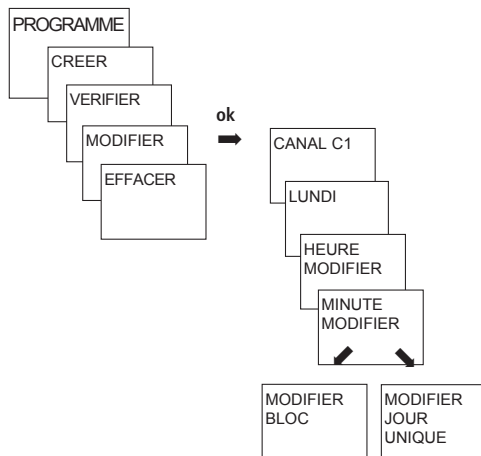 PROGRAMME
CREER
VERIFIER
MODIFIER
EFFACER
ok
CANAL C1
LUNDI
HEURE
MODIFIER
MINUTE
MODIFIER
MODIFIER
BLOC
MODIFIER
JOUR
UNIQUE